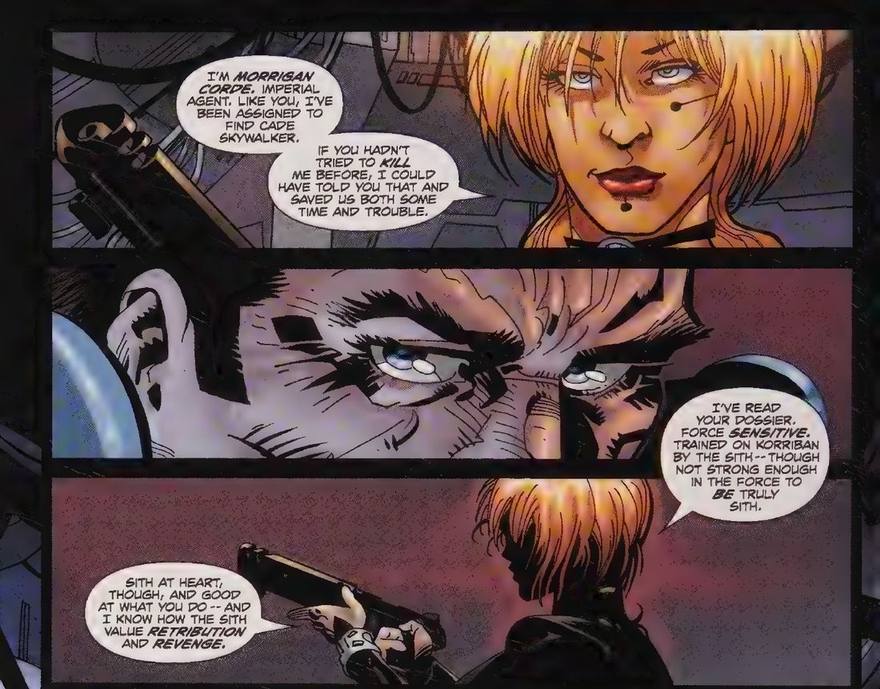 I'M MORRIGAN
CORDE. IMPERIAL
AGENT. LIKE YOU, I'VE
BEEN ASSIGNED TO
FIND CADE
SKYWALKER.
IF YOU HADN'T
TRIED TO KILL
ME BEFORE, I COULD
HAVE TOLD YOU THAT AND
SAVED US BOTH SOME
TIME AND TROUBLE.
I'VE READ
YOUR DOSSIER.
FORCE SENSITIVE.
TRAINED ON KORRIBAN
BY THE SITH -- THOUGH
NOT STRONG ENOUGH
IN THE FORCE TO
BE TRULY
SITH.
SITH AT HEART,
THOUGH, AND GOOD
AT WHAT YOU DO -- AND
I KNOW HOW THE SITH
VALUE RETRIBUTION
AND REVENGE.